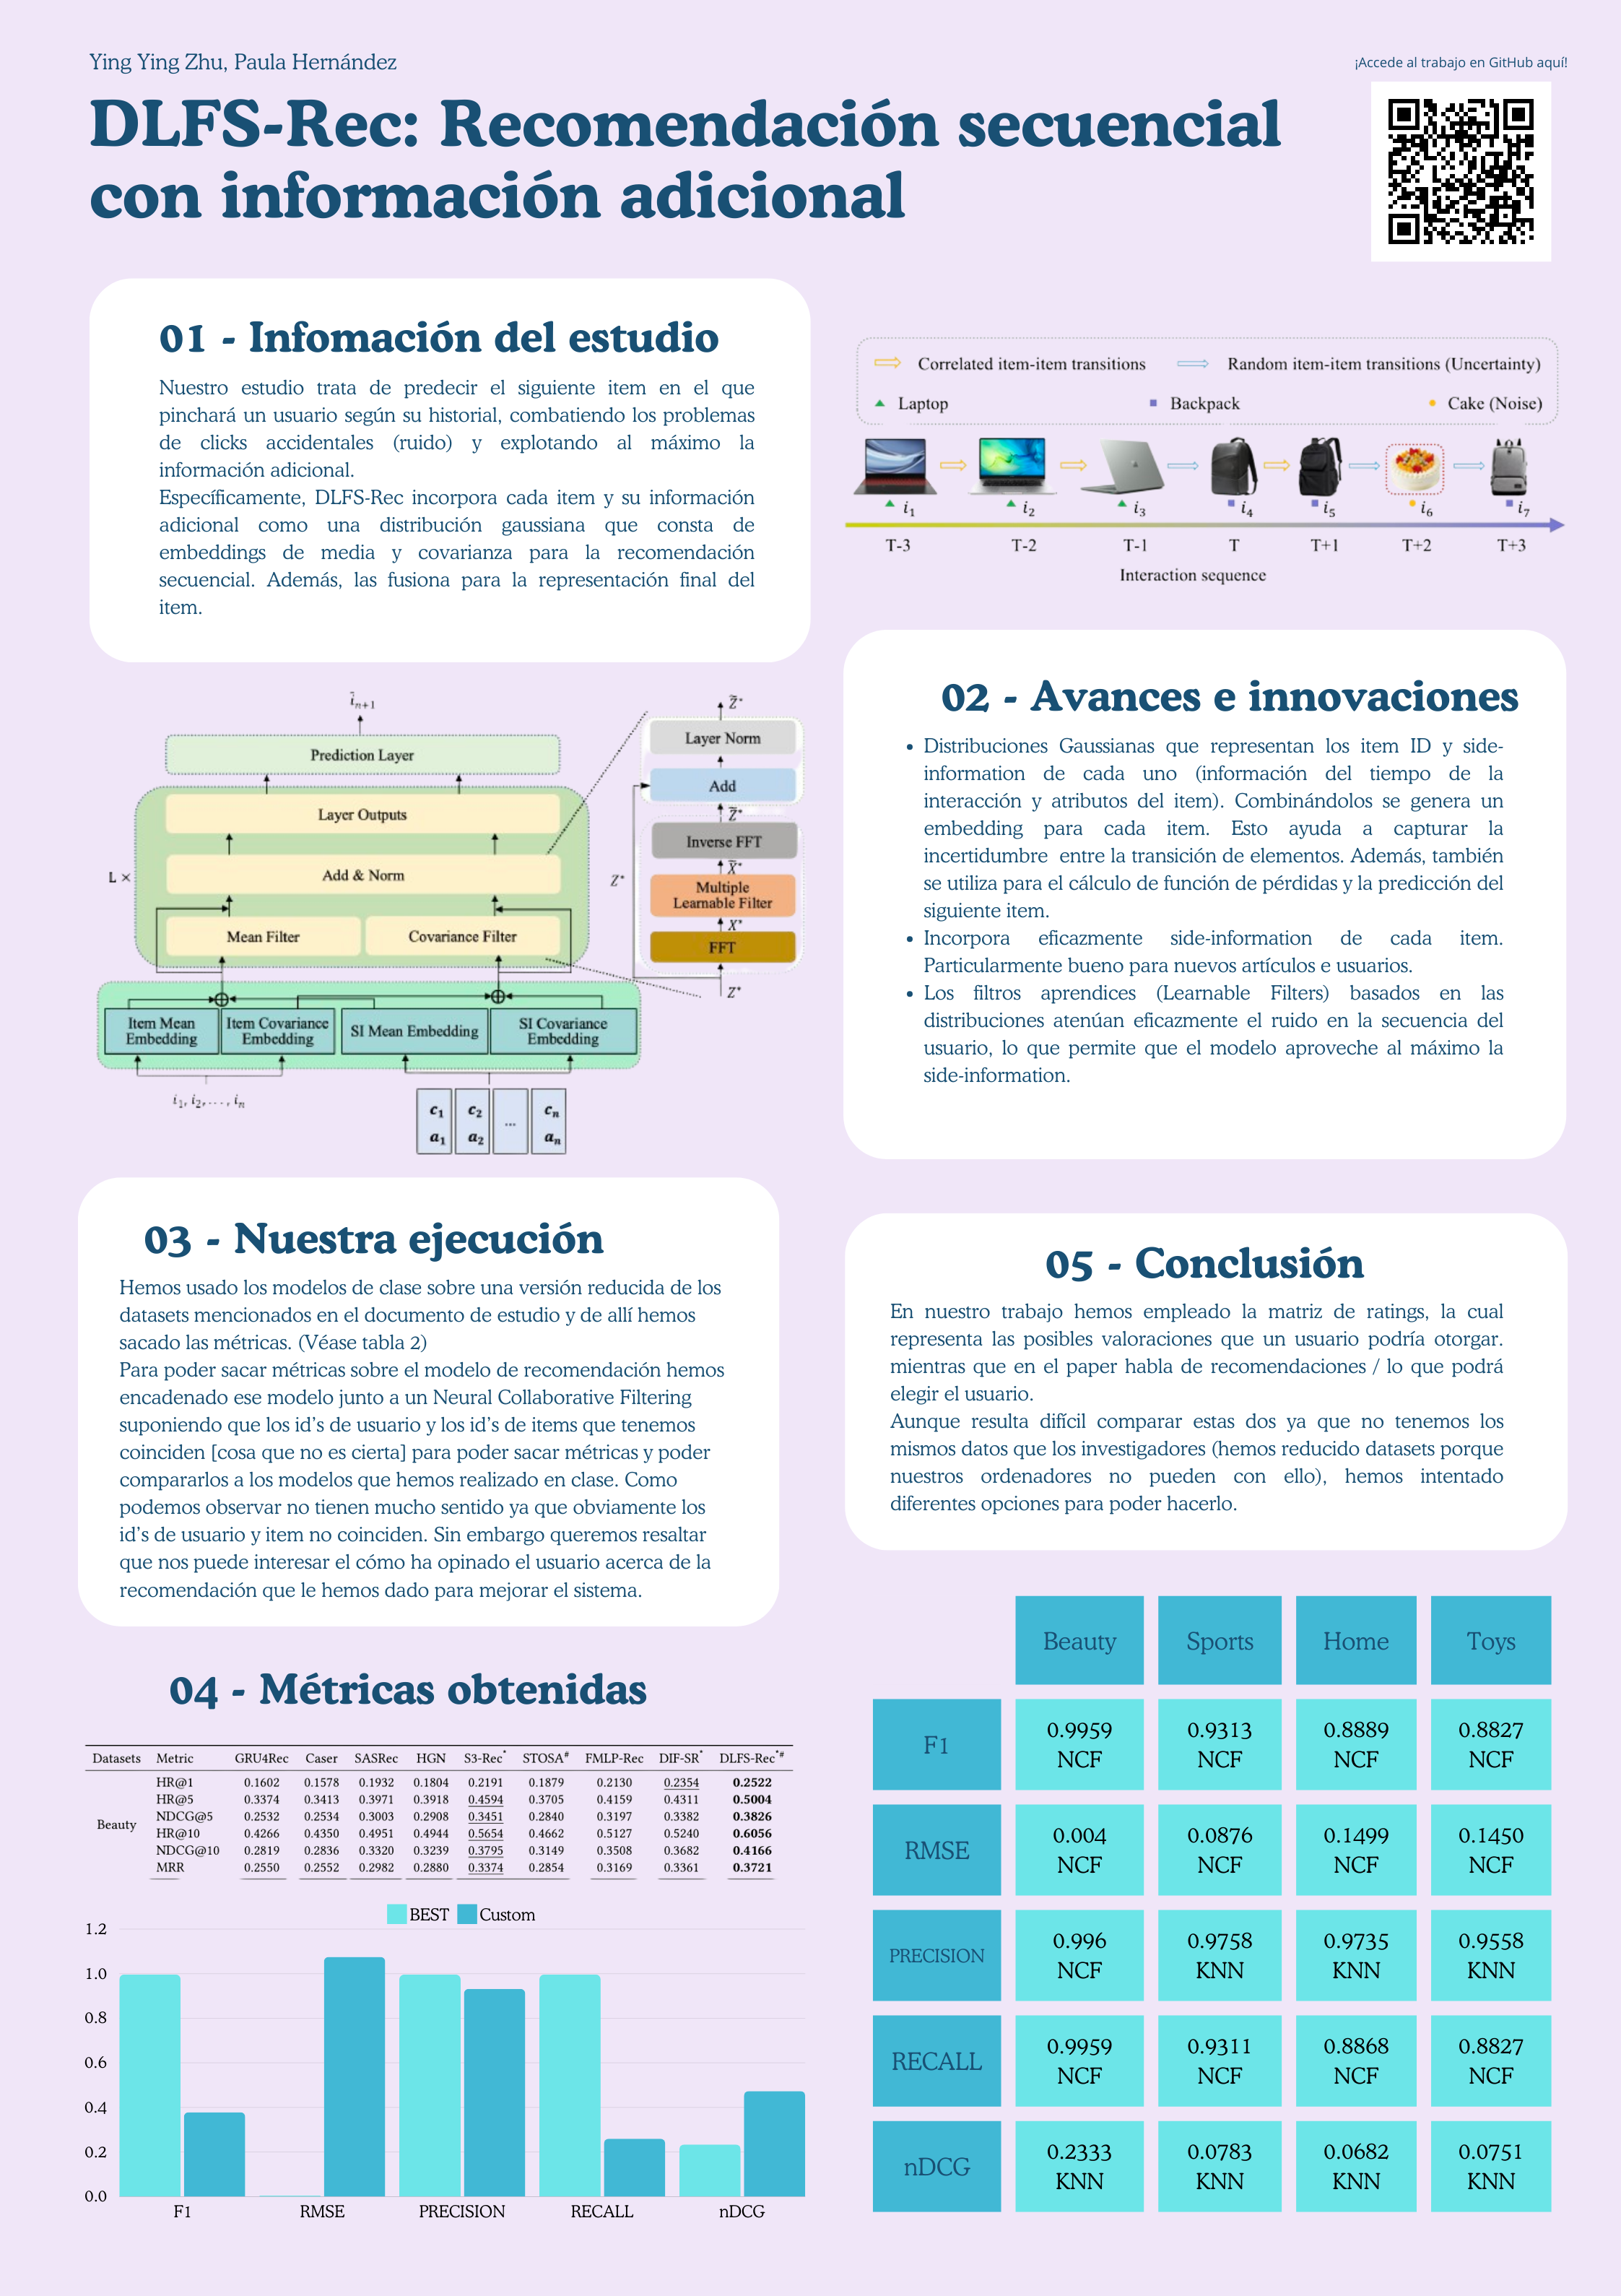 Ying Ying Zhu, Paula Hernández
¡Accede al trabajo en GitHub aquí!
DLFS-Rec: Recomendación secuencial
con información adicional
01 - Infomación del estudio
Nuestro estudio trata de predecir el siguiente item en el que
pinchará un usuario según su historial, combatiendo los problemas
de clicks accidentales (ruido) y explotando al máximo la
información adicional.
Específicamente, DLFS-Rec incorpora cada item y su información
adicional como una distribución gaussiana que consta de
embeddings de media y covarianza para la recomendación
secuencial. Además, las fusiona para la representación final del
item.
Correlated item-item transitions
Random item-item transitions (Uncertainty)
Laptop
Backpack
Cake (Noise)
i₁ i₂ i₃ i₄ i₅ i₆ i₇
T-3 T-2 T-1 T T+1 T+2 T+3
Interaction sequence
02 - Avances e innovaciones
• Distribuciones Gaussianas que representan los item ID y side-
information de cada uno (información del tiempo de la
interacción y atributos del item). Combinándolos se genera un
embedding para cada item. Esto ayuda a capturar la
incertidumbre entre la transición de elementos. Además, también
se utiliza para el cálculo de función de pérdidas y la predicción del
siguiente item.
• Incorpora eficazmente side-information de cada item.
Particularmente bueno para nuevos artículos e usuarios.
• Los filtros aprendices (Learnable Filters) basados en las
distribuciones atenúan eficazmente el ruido en la secuencia del
usuario, lo que permite que el modelo aproveche al máximo la
side-information.
Prediction Layer
Layer Outputs
L ×
Add & Norm
Mean Filter
Covariance Filter
Item Mean
Embedding
Item Covariance
Embedding
SI Mean Embedding
SI Covariance
Embedding
i₁, i₂, . . . , iₙ
c₁ c₂ ... cₙ
a₁ a₂ aₙ
Layer Norm
Add
Inverse FFT
Multiple
Learnable Filter
X*
FFT
Z*
Z*
03 - Nuestra ejecución
Hemos usado los modelos de clase sobre una versión reducida de los
datasets mencionados en el documento de estudio y de allí hemos
sacado las métricas. (Véase tabla 2)
Para poder sacar métricas sobre el modelo de recomendación hemos
encadenado ese modelo junto a un Neural Collaborative Filtering
suponiendo que los id’s de usuario y los id’s de items que tenemos
coinciden [cosa que no es cierta] para poder sacar métricas y poder
compararlos a los modelos que hemos realizado en clase. Como
podemos observar no tienen mucho sentido ya que obviamente los
id’s de usuario y item no coinciden. Sin embargo queremos resaltar
que nos puede interesar el cómo ha opinado el usuario acerca de la
recomendación que le hemos dado para mejorar el sistema.
05 - Conclusión
En nuestro trabajo hemos empleado la matriz de ratings, la cual
representa las posibles valoraciones que un usuario podría otorgar.
mientras que en el paper habla de recomendaciones / lo que podrá
elegir el usuario.
Aunque resulta difícil comparar estas dos ya que no tenemos los
mismos datos que los investigadores (hemos reducido datasets porque
nuestros ordenadores no pueden con ello), hemos intentado
diferentes opciones para poder hacerlo.
04 - Métricas obtenidas
Datasets Metric GRU4Rec Caser SASRec HGN S3-Rec* STOSA# FMLP-Rec DIF-SR* DLFS-Rec*#
Beauty
HR@1 0.1602 0.1578 0.1932 0.1804 0.2191 0.1879 0.2130 0.2354 0.2522
HR@5 0.3374 0.3413 0.3971 0.3918 0.4594 0.3705 0.4159 0.4311 0.5004
NDCG@5 0.2532 0.2534 0.3003 0.2908 0.3451 0.2840 0.3197 0.3382 0.3826
HR@10 0.4266 0.4350 0.4951 0.4944 0.5654 0.4662 0.5127 0.5240 0.6056
NDCG@10 0.2819 0.2836 0.3320 0.3239 0.3795 0.3149 0.3508 0.3682 0.4166
MRR 0.2550 0.2552 0.2982 0.2880 0.3374 0.2854 0.3169 0.3361 0.3721
BEST Custom
1.2
1.0
0.8
0.6
0.4
0.2
0.0
F1 RMSE PRECISION RECALL nDCG
Beauty Sports Home Toys
F1
0.9959 0.9313 0.8889 0.8827
NCF NCF NCF NCF
RMSE
0.004 0.0876 0.1499 0.1450
NCF NCF NCF NCF
PRECISION
0.996 0.9758 0.9735 0.9558
NCF KNN KNN KNN
RECALL
0.9959 0.9311 0.8868 0.8827
NCF NCF NCF NCF
nDCG
0.2333 0.0783 0.0682 0.0751
KNN KNN KNN KNN